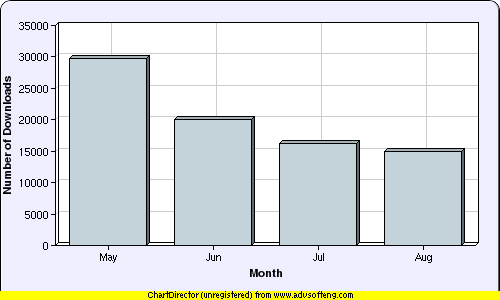 35000
30000
25000
20000
15000
10000
5000
0
Number of Downloads
May Jun Jul Aug
Month
ChartDirector (unregistered) from www.advsofteng.com